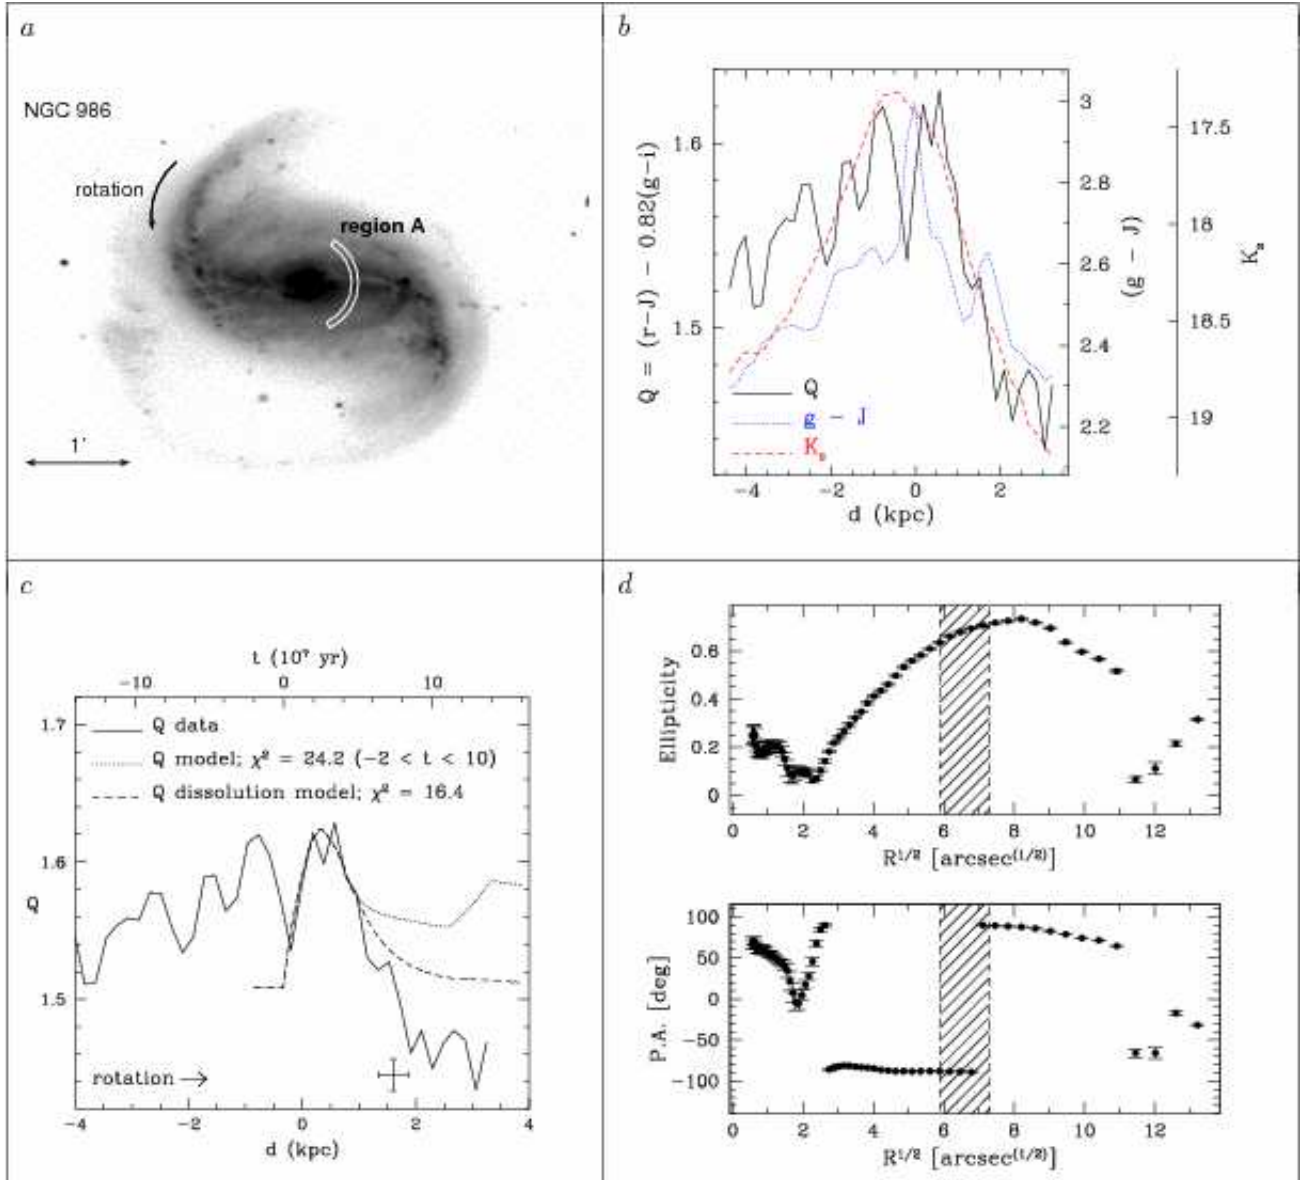 a
NGC 986
rotation
region A
1'
b
Q = (r−J) − 0.82(g−i)
1.6
1.5
3
2.8
2.6
2.4
2.2
(g − J)
17.5
18
18.5
19
Ks
Q
g − J
Ks
−4 −2 0 2
d (kpc)
c
t (10⁷ yr)
−10 0 10
1.7
1.6
1.5
Q
Q data
Q model; χ² = 24.2 (−2 < t < 10)
Q dissolution model; χ² = 16.4
rotation →
−4 −2 0 2 4
d (kpc)
d
Ellipticity
0.6
0.4
0.2
0
0 2 4 6 8 10 12
R^1/2 [arcsec^(1/2)]
P.A. [deg]
100
50
0
−50
−100
0 2 4 6 8 10 12
R^1/2 [arcsec^(1/2)]